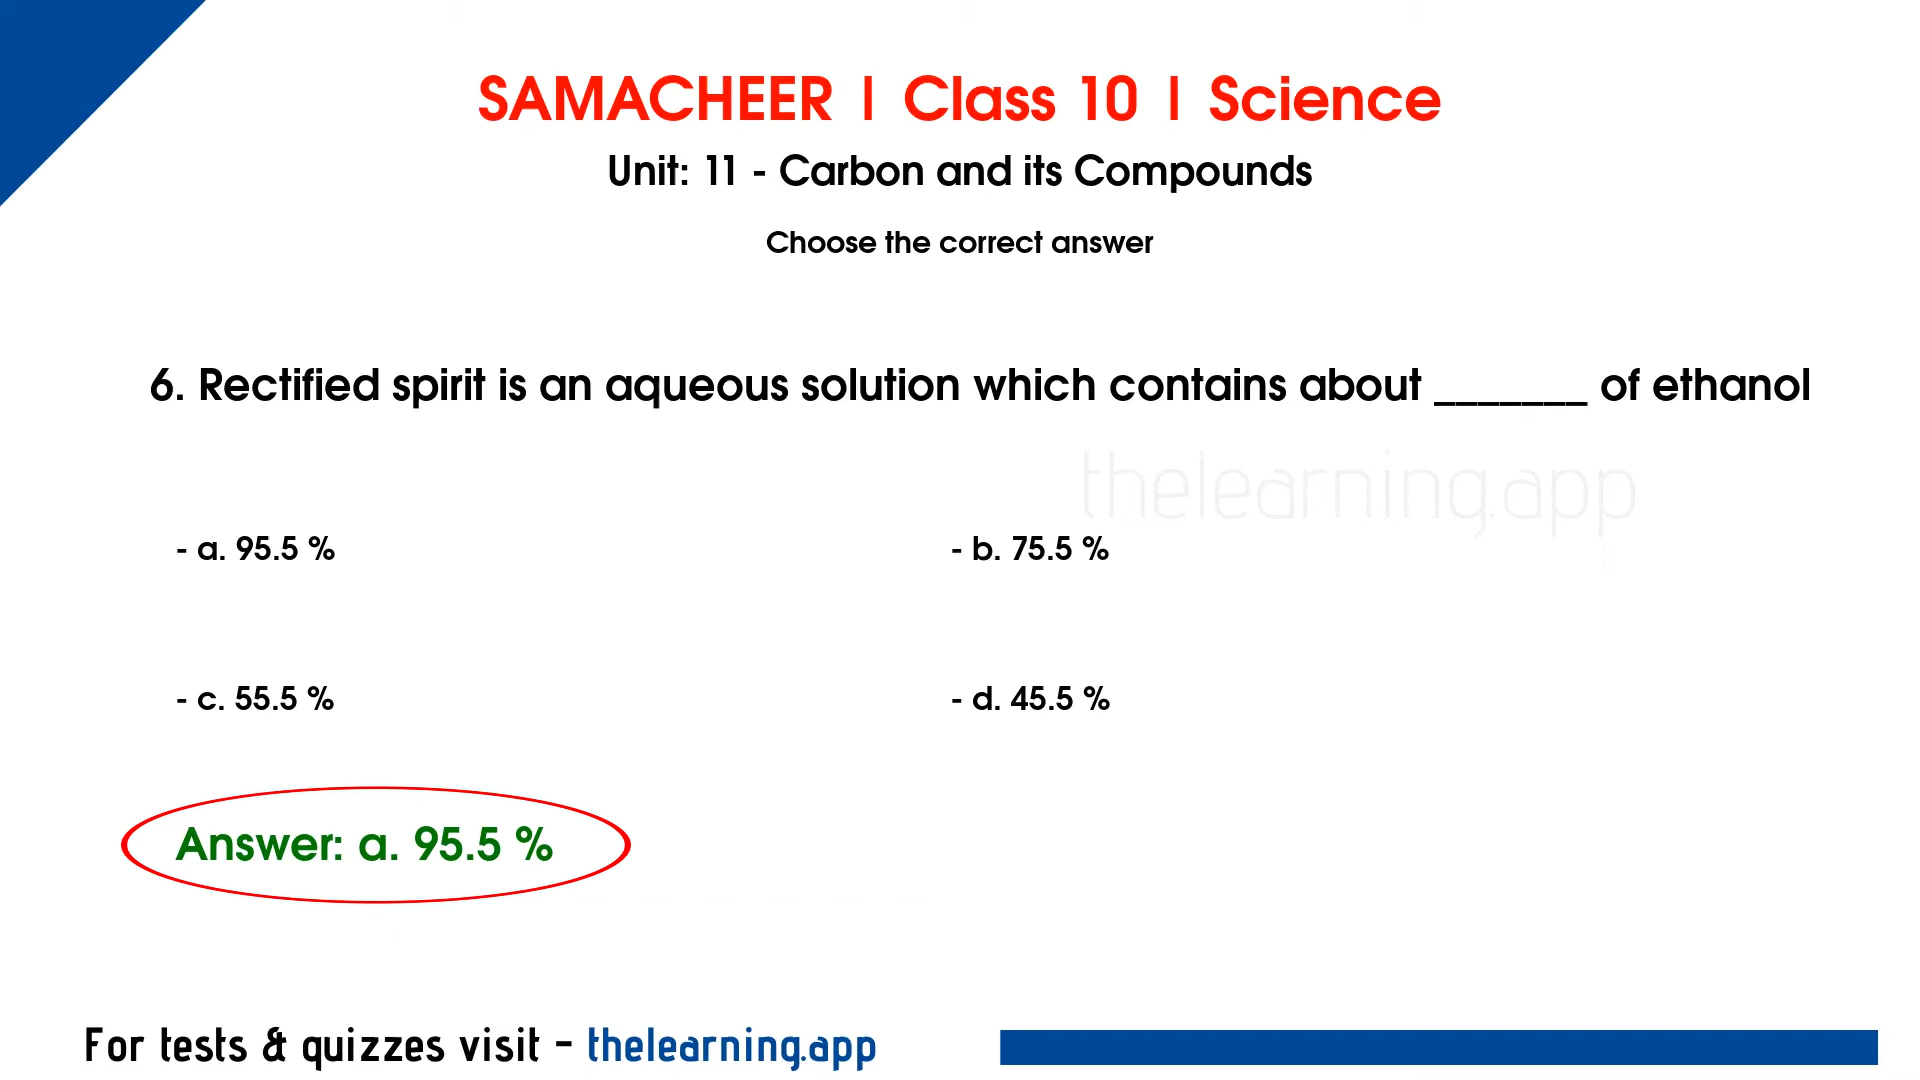 SAMACHEER | Class 10 | Science
Unit: 11 - Carbon and its Compounds
Choose the correct answer
6. Rectified spirit is an aqueous solution which contains about _______ of ethanol
thelearning.app
- a. 95.5 %
- b. 75.5 %
- c. 55.5 %
- d. 45.5 %
Answer: a. 95.5 %
For tests & quizzes visit - thelearning.app